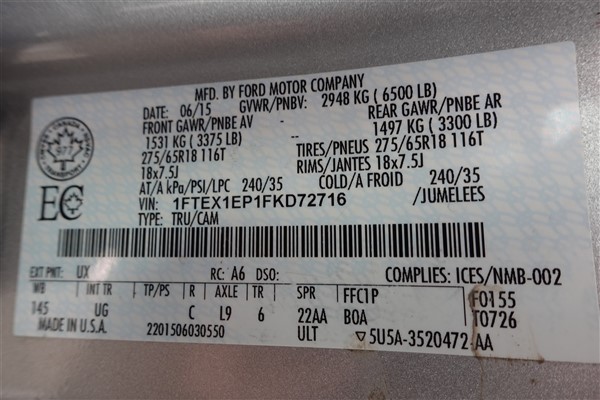 MFD. BY FORD MOTOR COMPANY
DATE: 06/15 GVWR/PNBV: 2948 KG ( 6500 LB)
FRONT GAWR/PNBE AV -- REAR GAWR/PNBE AR
1531 KG ( 3375 LB) -- 1497 KG ( 3300 LB)
275/65R18 116T TIRES/PNEUS 275/65R18 116T
18x7.5J RIMS/JANTES 18x7.5J
AT/A kPa/PSI/LPC 240/35 COLD/A FROID 240/35
VIN: 1FTEX1EP1FKD72716 /JUMELEES
TYPE: TRU/CAM
EC
EXT PNT: UX RC: A6 DSO: COMPLIES: ICES/NMB-002
WB INT TR TP/PS R AXLE TR SPR FFC1P F0155
145 UG C L9 6 22AA BOA T0726
MADE IN U.S.A. 2201506030550 ULT ▽5U5A-3520472-AA